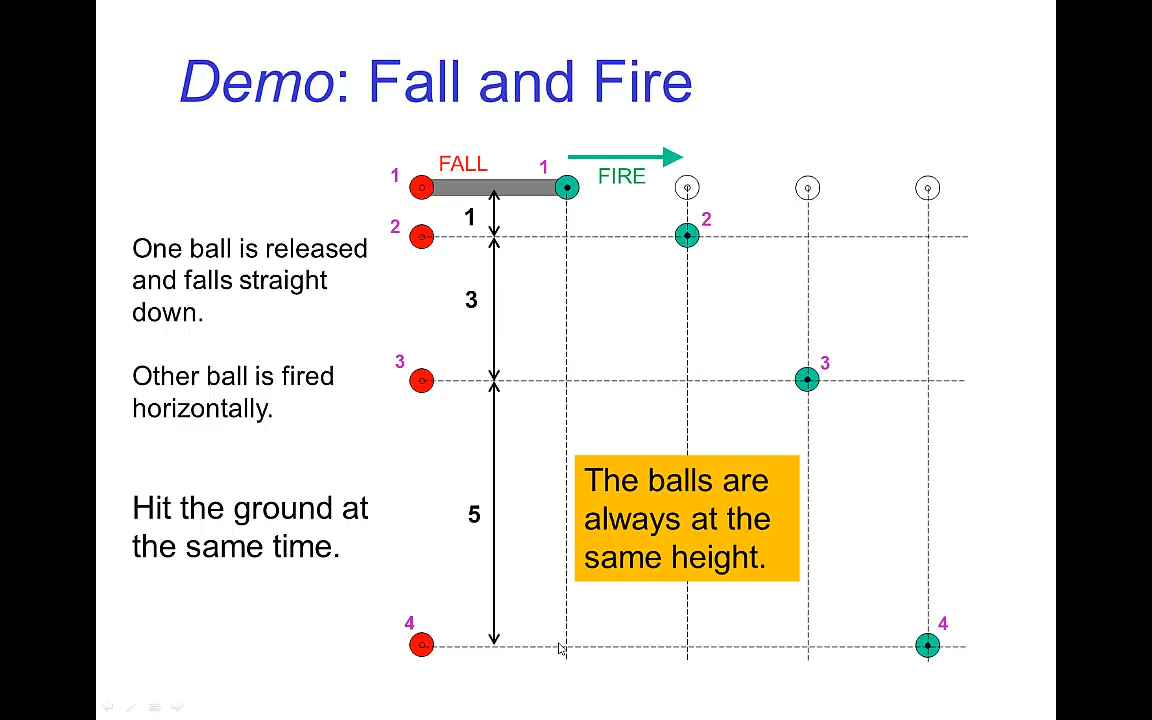 Demo: Fall and Fire
1
FALL
1
FIRE
1
2
2
One ball is released
and falls straight
down.
3
3
3
Other ball is fired
horizontally.
The balls are
always at the
same height.
Hit the ground at
the same time.
5
4
4